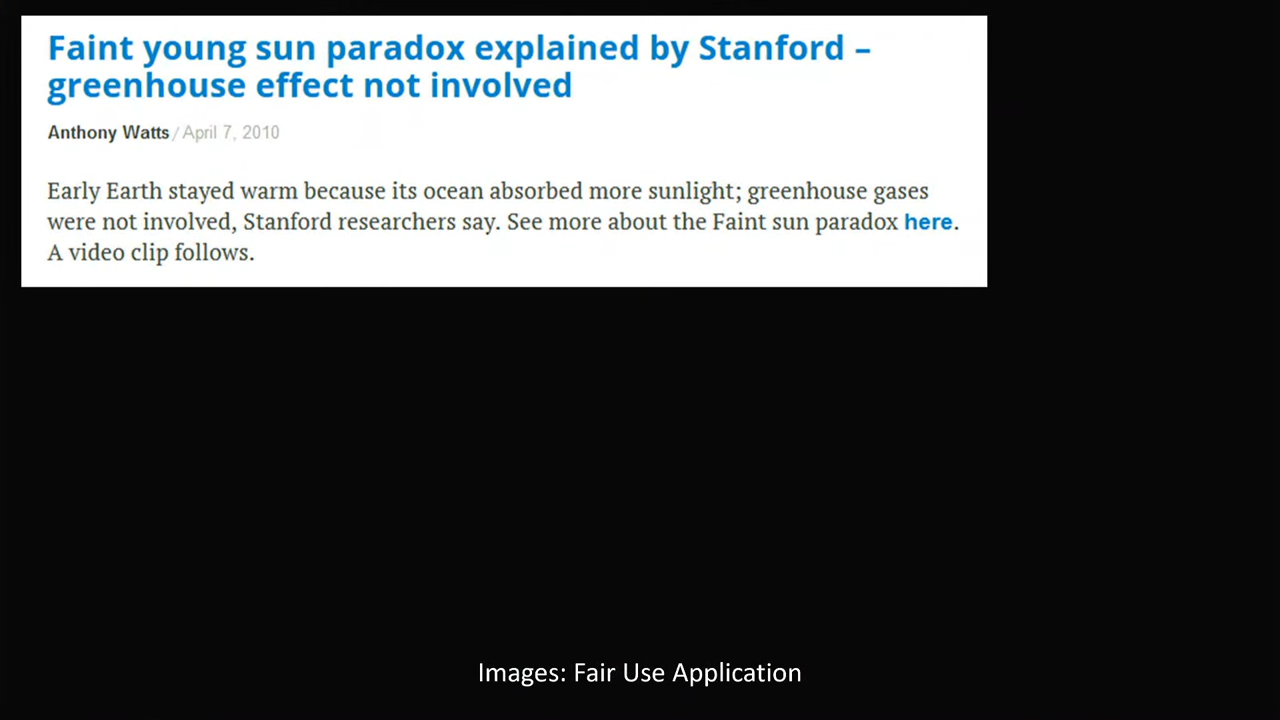 Faint young sun paradox explained by Stanford –
greenhouse effect not involved
Anthony Watts / April 7, 2010
Early Earth stayed warm because its ocean absorbed more sunlight; greenhouse gases
were not involved, Stanford researchers say. See more about the Faint sun paradox here.
A video clip follows.
Images: Fair Use Application